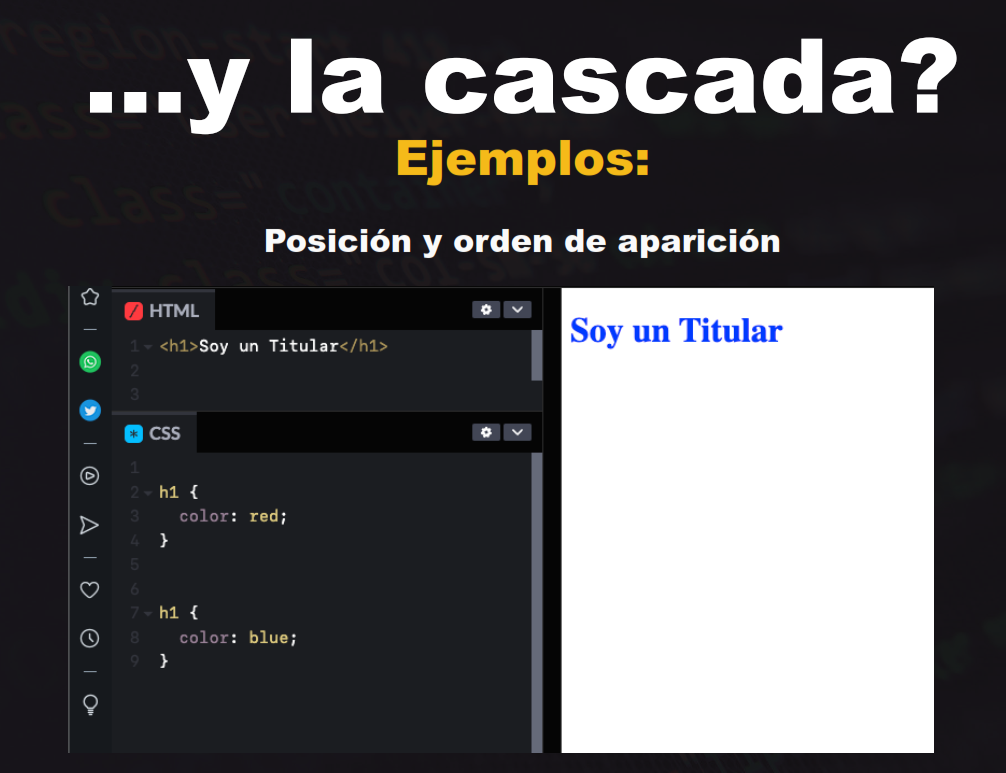 ...y la cascada?
Ejemplos:
Posición y orden de aparición
HTML
1 <h1>Soy un Titular</h1>
2
3
CSS
1
2 h1 {
3 color: red;
4 }
5
6
7 h1 {
8 color: blue;
9 }
Soy un Titular